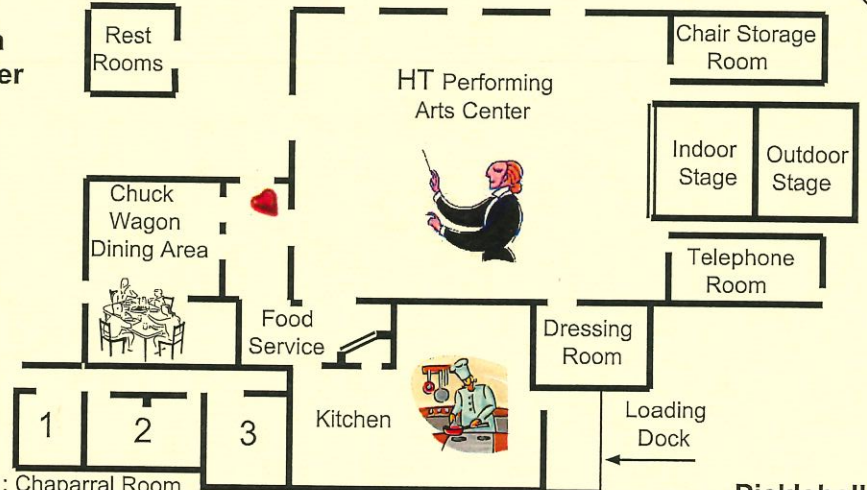 Rest
Rooms
Chair Storage
Room
HT Performing
Arts Center
Indoor
Stage
Outdoor
Stage
Chuck
Wagon
Dining Area
Telephone
Room
Food
Service
Dressing
Room
1
2
3
Kitchen
Loading
Dock
: Chaparral Room